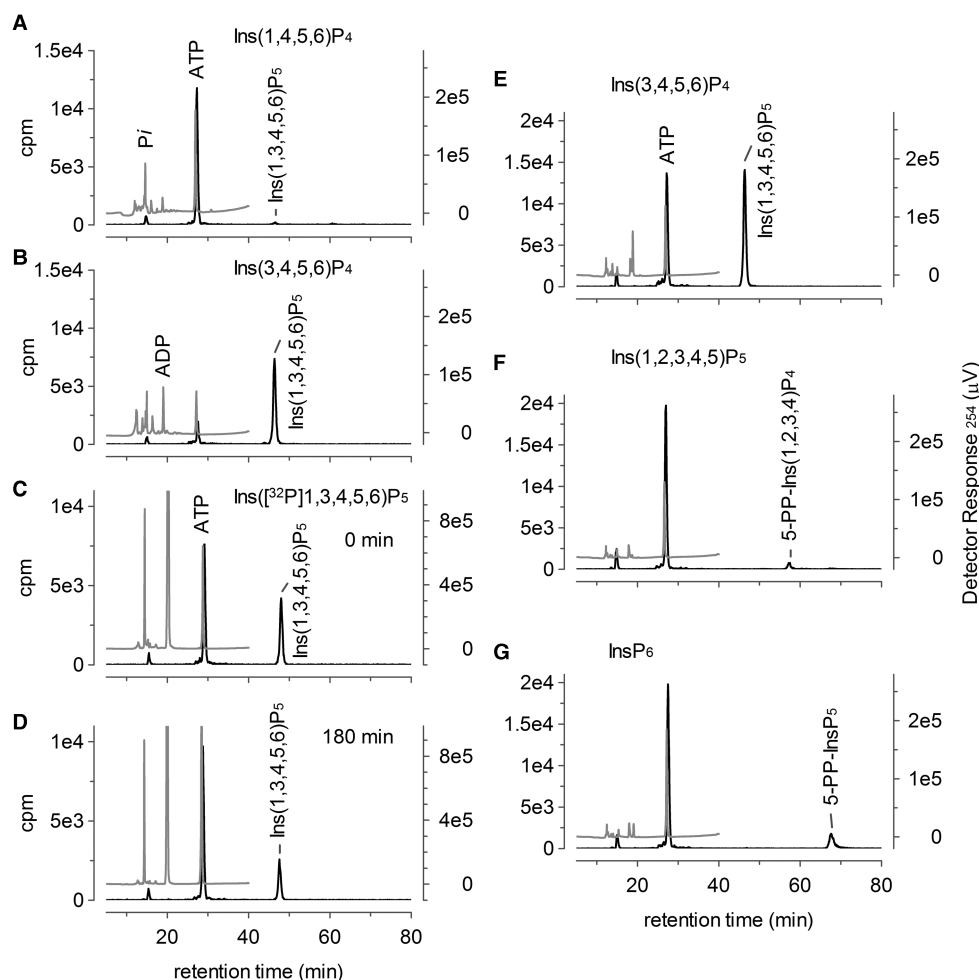 A
Ins(1,4,5,6)P4
1.5e4
1e4
5e3
0
cpm
Pi
ATP
Ins(1,3,4,5,6)P5
2e5
1e5
0
B
Ins(3,4,5,6)P4
1.5e4
1e4
5e3
0
cpm
ADP
Ins(1,3,4,5,6)P5
2e5
1e5
0
C
Ins([32P]1,3,4,5,6)P5
0 min
1e4
5e3
0
cpm
ATP
Ins(1,3,4,5,6)P5
8e5
4e5
0
D
180 min
1e4
5e3
0
cpm
Ins(1,3,4,5,6)P5
8e5
4e5
0
20 40 60 80
retention time (min)
E
Ins(3,4,5,6)P4
2e4
1.5e4
1e4
5e3
0
ATP
Ins(1,3,4,5,6)P5
2e5
1e5
0
F
Ins(1,2,3,4,5)P5
2e4
1.5e4
1e4
5e3
0
5-PP-Ins(1,2,3,4)P4
2e5
1e5
0
G
InsP6
2e4
1.5e4
1e4
5e3
0
5-PP-InsP5
2e5
1e5
0
20 40 60 80
retention time (min)
Detector Response 254 (µV)